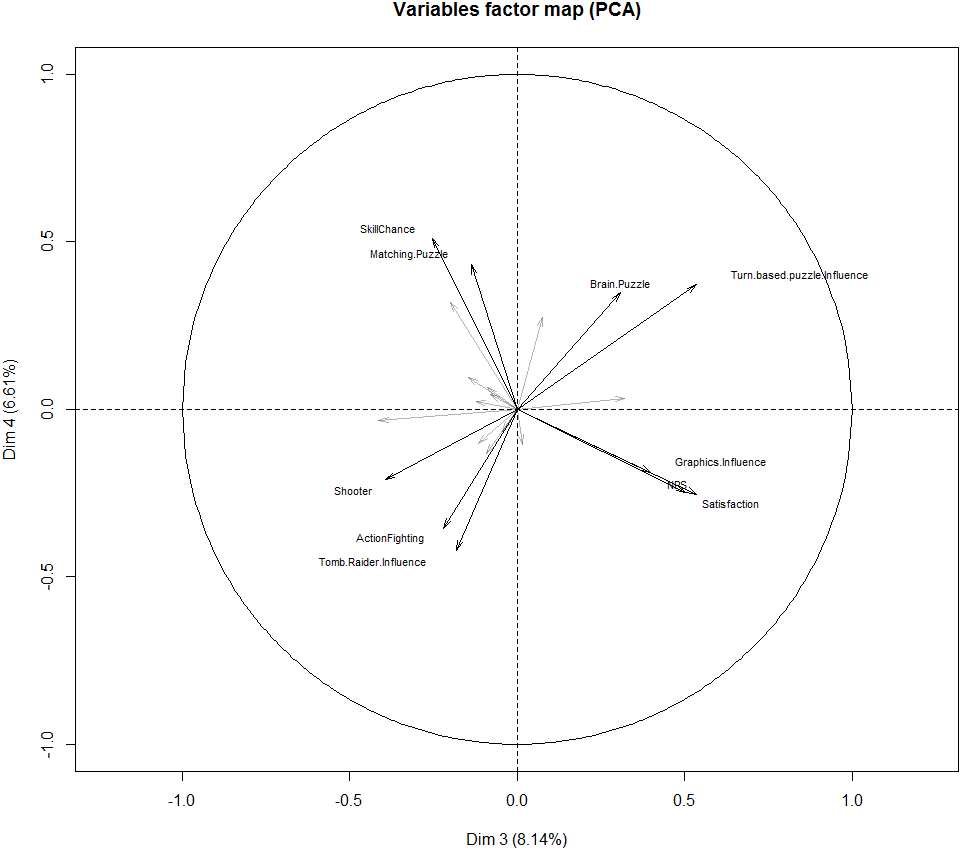 Variables factor map (PCA)
1.0
SkillChance
0.5
Matching.Puzzle
Turn.based.puzzle.Influence
Brain.Puzzle
Dim 4 (6.61%)
0.0
Graphics.Influence
NPS
Shooter
Satisfaction
ActionFighting
Tomb.Raider.Influence
-0.5
-1.0
-1.0 -0.5 0.0 0.5 1.0
Dim 3 (8.14%)